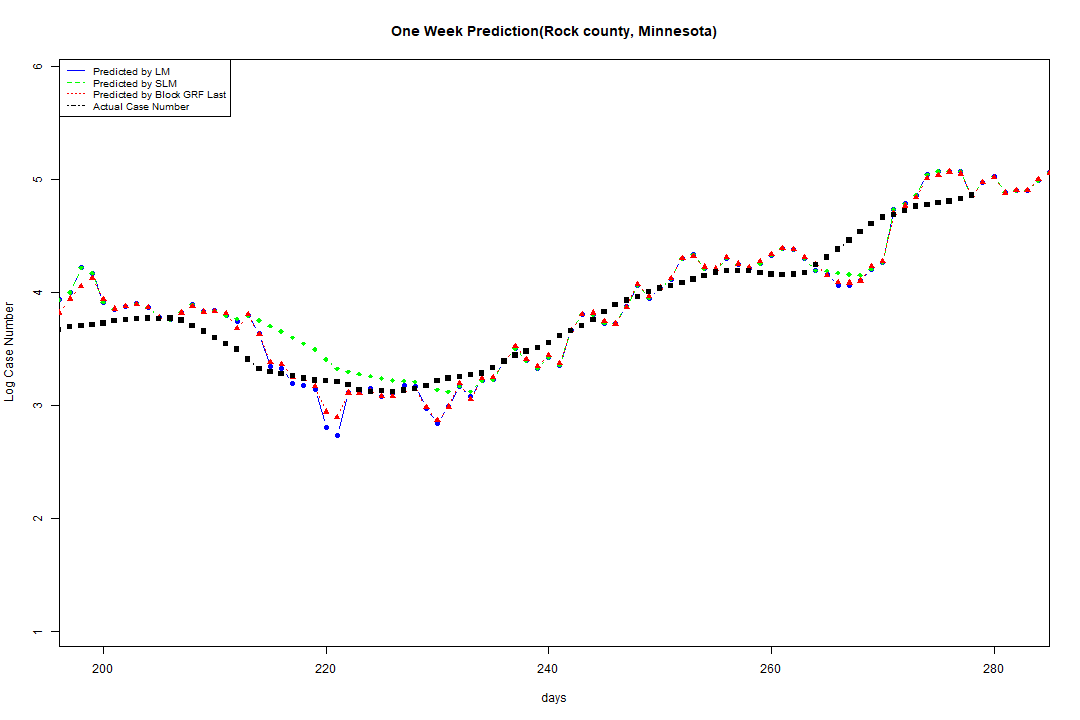 One Week Prediction(Rock county, Minnesota)
Predicted by LM
Predicted by SLM
Predicted by Block GRF Last
Actual Case Number
6
5
4
3
2
1
Log Case Number
200 220 240 260 280
days